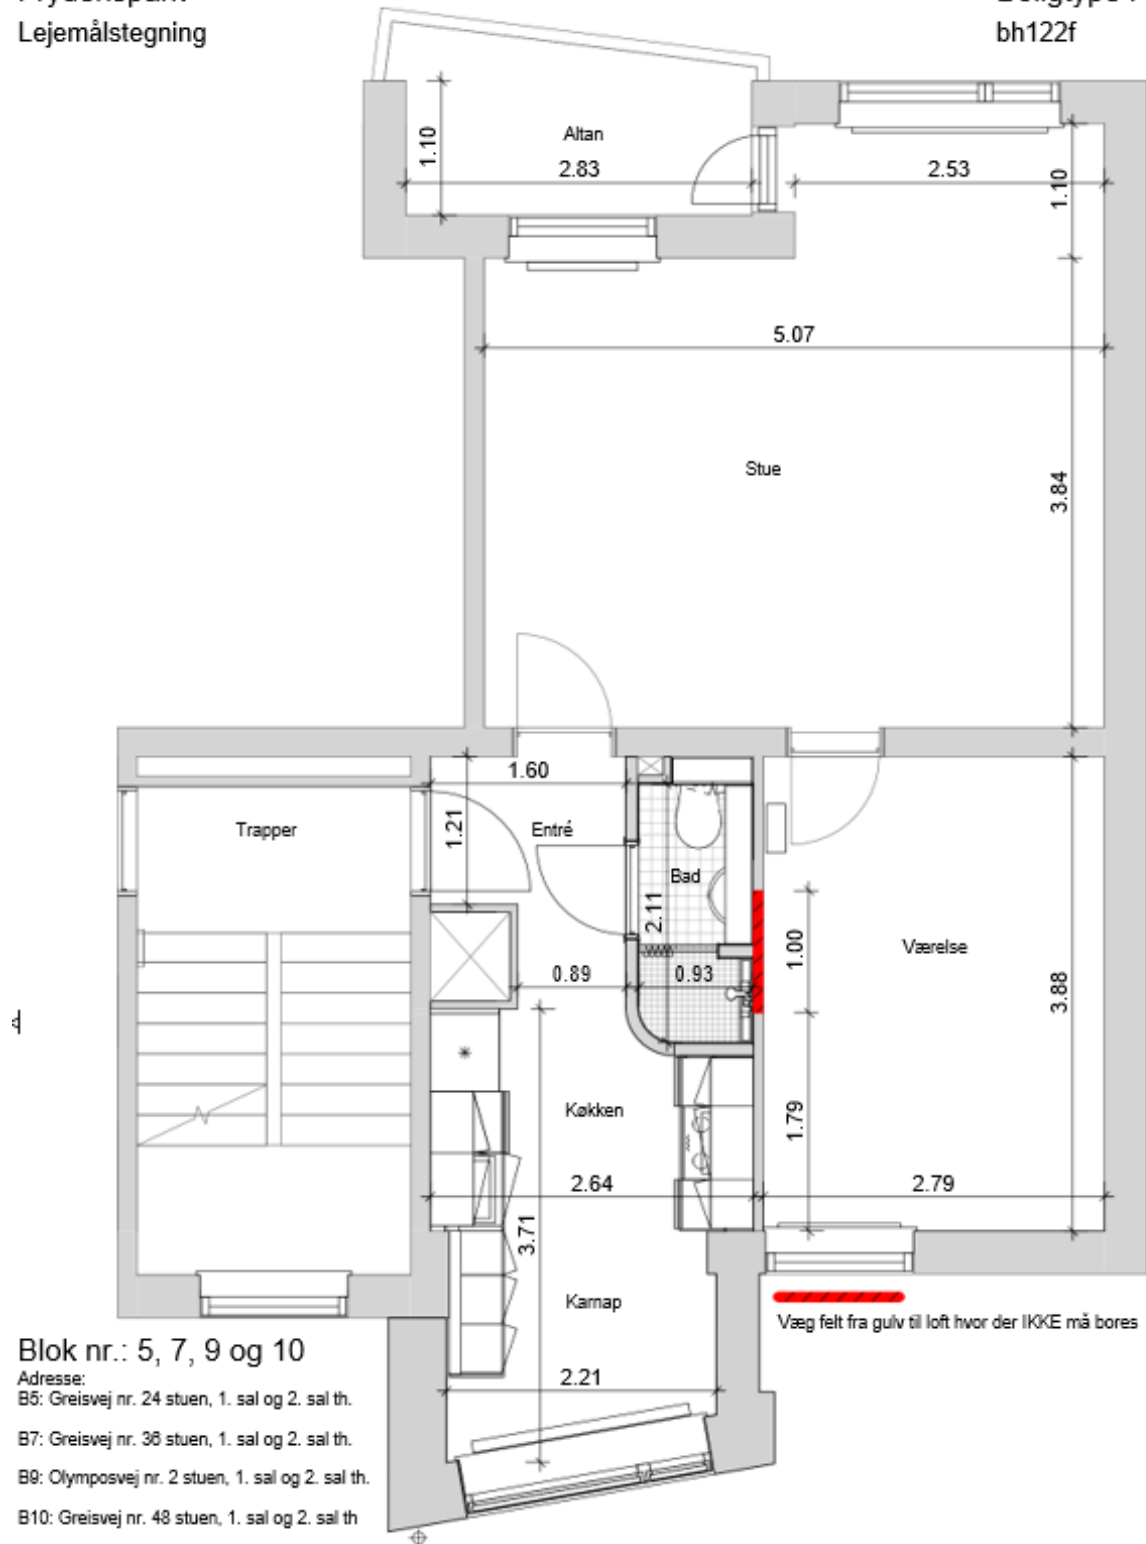 Lejemålstegning
bh122f
Altan
1.10
2.83
2.53
1.10
5.07
Stue
3.84
1.60
1.21
Trapper
Entré
Bad
2.11
1.00
Værelse
0.89
0.93
3.88
Køkken
1.79
2.64
2.79
3.71
Karnap
Væg felt fra gulv til loft hvor der IKKE må bores
2.21
Blok nr.: 5, 7, 9 og 10
Adresse:
B5: Greisvej nr. 24 stuen, 1. sal og 2. sal th.
B7: Greisvej nr. 36 stuen, 1. sal og 2. sal th.
B9: Olymposvej nr. 2 stuen, 1. sal og 2. sal th.
B10: Greisvej nr. 48 stuen, 1. sal og 2. sal th